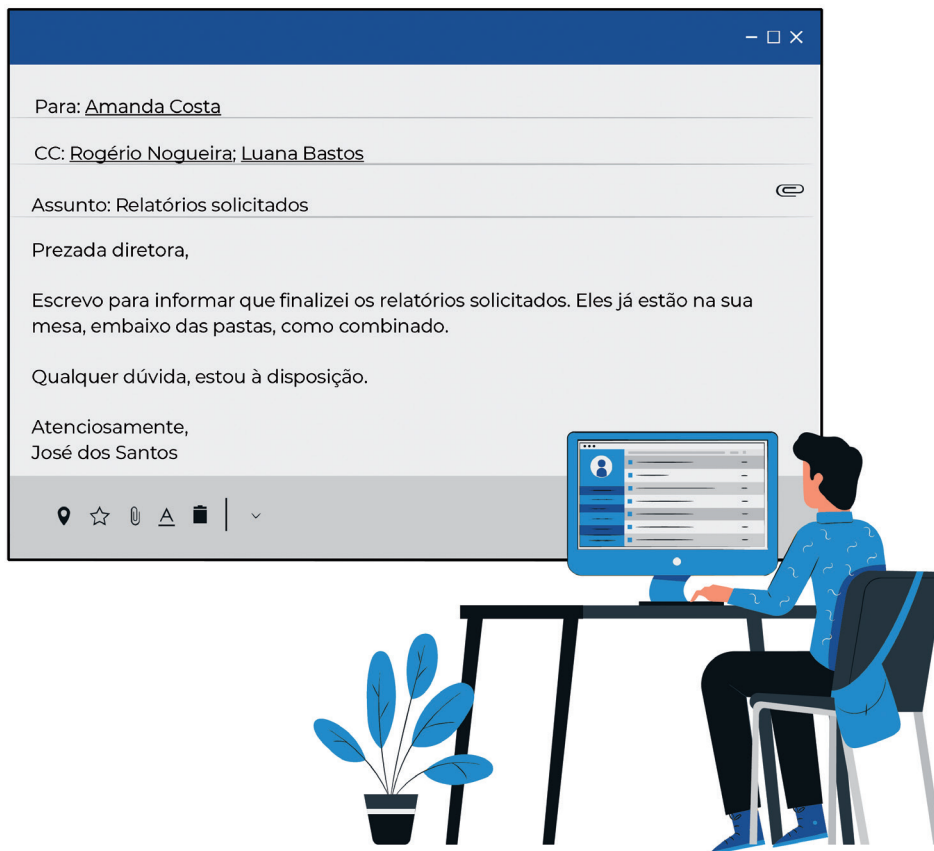 Para: Amanda Costa
CC: Rogério Nogueira; Luana Bastos
Assunto: Relatórios solicitados
Prezada diretora,
Escrevo para informar que finalizei os relatórios solicitados. Eles já estão na sua
mesa, embaixo das pastas, como combinado.
Qualquer dúvida, estou à disposição.
Atenciosamente,
José dos Santos